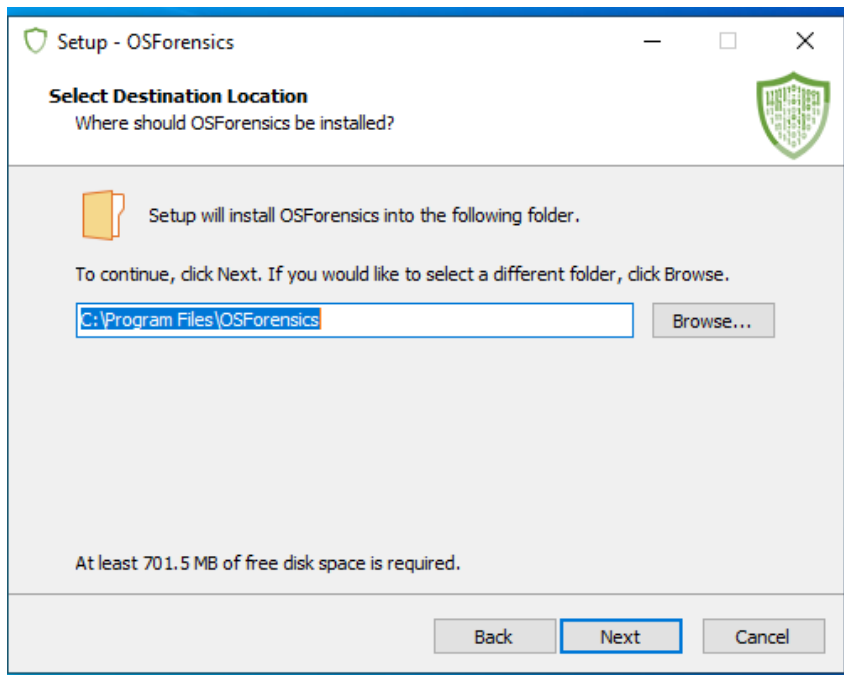 Setup - OSForensics
Select Destination Location
Where should OSForensics be installed?
Setup will install OSForensics into the following folder.
To continue, click Next. If you would like to select a different folder, click Browse.
C:\Program Files\OSForensics
Browse...
At least 701.5 MB of free disk space is required.
Back
Next
Cancel